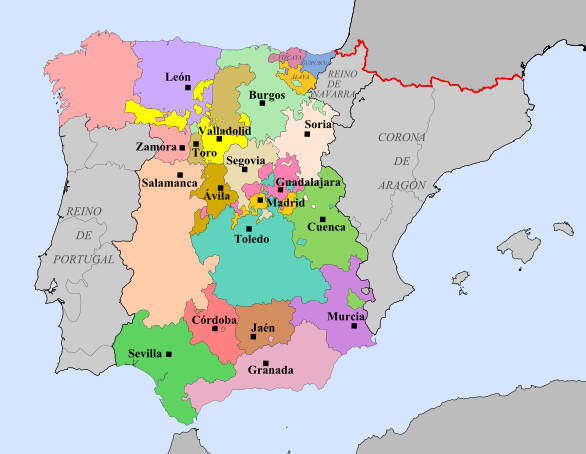 VIZCAYA
GUIPÚZCOA
ÁLAVA
León
REINO
DE
NAVARRA
Burgos
Soria
Valladolid
Zamora
Toro
CORONA
DE
ARAGÓN
Segovia
Salamanca
Guadalajara
Ávila
Madrid
REINO
DE
PORTUGAL
Cuenca
Toledo
Córdoba
Jaén
Murcia
Sevilla
Granada